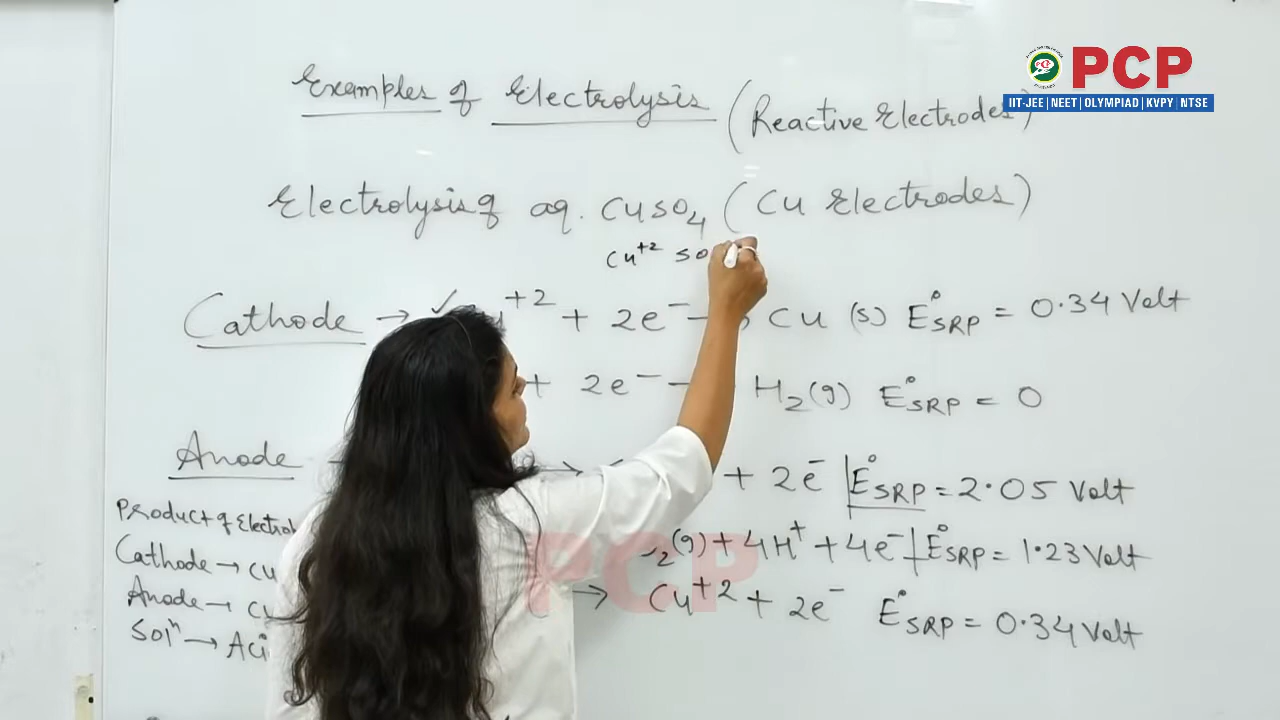 PCP
IIT-JEE | NEET | OLYMPIAD | KVPY | NTSE
Examples of Electrolysis (Reactive Electrodes)
Electrolysis of aq. CuSO4 (Cu Electrodes)
Cu+2 SO
Cathode → ✓ u+2 + 2e- → Cu (s) E°SRP = 0.34 Volt
+ 2e- → H2(g) E°SRP = 0
Anode → + 2e- | E°SRP = 2.05 Volt
2(g) + 4H+ + 4e- | E°SRP = 1.23 Volt
→ Cu+2 + 2e- E°SRP = 0.34 Volt
Product of Electrol
Cathode → Cu
Anode → Cu
Soln → Aci
PCP